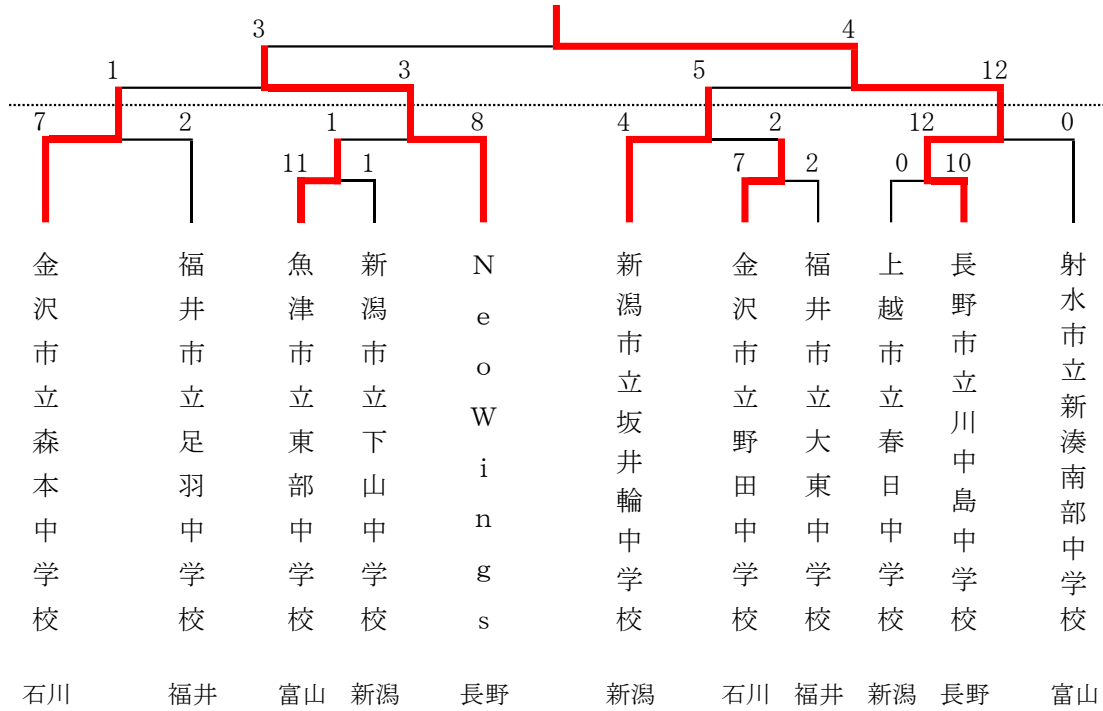 3 4
1 3 5 12
7 2 1 8 4 2 12 0
11 1 7 2 0 10
金沢市立森本中学校
福井市立足羽中学校
魚津市立東部中学校
新潟市立下山中学校
NeoWings
新潟市立坂井輪中学校
金沢市立野田中学校
福井市立大東中学校
上越市立春日中学校
長野市立川中島中学校
射水市立新湊南部中学校
石川 福井 富山 新潟 長野 新潟 石川 福井 新潟 長野 富山